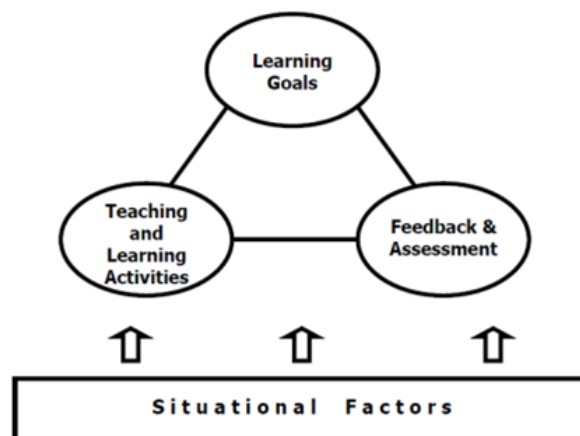 Learning
Goals
Teaching
and
Learning
Activities
Feedback &
Assessment
Situational Factors